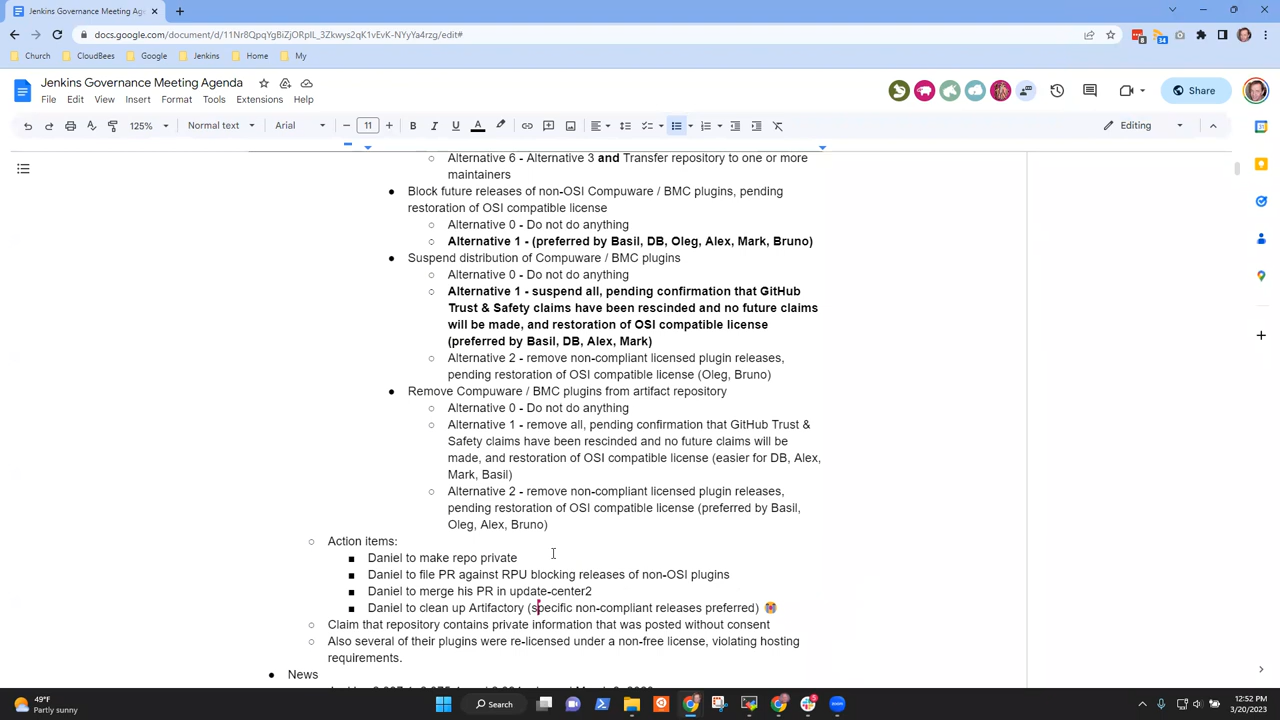 Jenkins Governance Meeting Age
docs.google.com/document/d/11Nr8QpqYgBiZjORpIL_3Zkwys2qK1vEvK-NYyYa4rzg/edit#
Church
CloudBees
Google
Jenkins
Home
My
Jenkins Governance Meeting Agenda
File Edit View Insert Format Tools Extensions Help
Share
125%
Normal text
Arial
11
Editing
Alternative 6 - Alternative 3 and Transfer repository to one or more
maintainers
Block future releases of non-OSI Compuware / BMC plugins, pending
restoration of OSI compatible license
Alternative 0 - Do not do anything
Alternative 1 - (preferred by Basil, DB, Oleg, Alex, Mark, Bruno)
Suspend distribution of Compuware / BMC plugins
Alternative 0 - Do not do anything
Alternative 1 - suspend all, pending confirmation that GitHub
Trust & Safety claims have been rescinded and no future claims
will be made, and restoration of OSI compatible license
(preferred by Basil, DB, Alex, Mark)
Alternative 2 - remove non-compliant licensed plugin releases,
pending restoration of OSI compatible license (Oleg, Bruno)
Remove Compuware / BMC plugins from artifact repository
Alternative 0 - Do not do anything
Alternative 1 - remove all, pending confirmation that GitHub Trust &
Safety claims have been rescinded and no future claims will be
made, and restoration of OSI compatible license (easier for DB, Alex,
Mark, Basil)
Alternative 2 - remove non-compliant licensed plugin releases,
pending restoration of OSI compatible license (preferred by Basil,
Oleg, Alex, Bruno)
Action items:
Daniel to make repo private
Daniel to file PR against RPU blocking releases of non-OSI plugins
Daniel to merge his PR in update-center2
Daniel to clean up Artifactory (specific non-compliant releases preferred) 😭
Claim that repository contains private information that was posted without consent
Also several of their plugins were re-licensed under a non-free license, violating hosting
requirements.
News
49°F
Partly sunny
Search
12:52 PM
3/20/2023